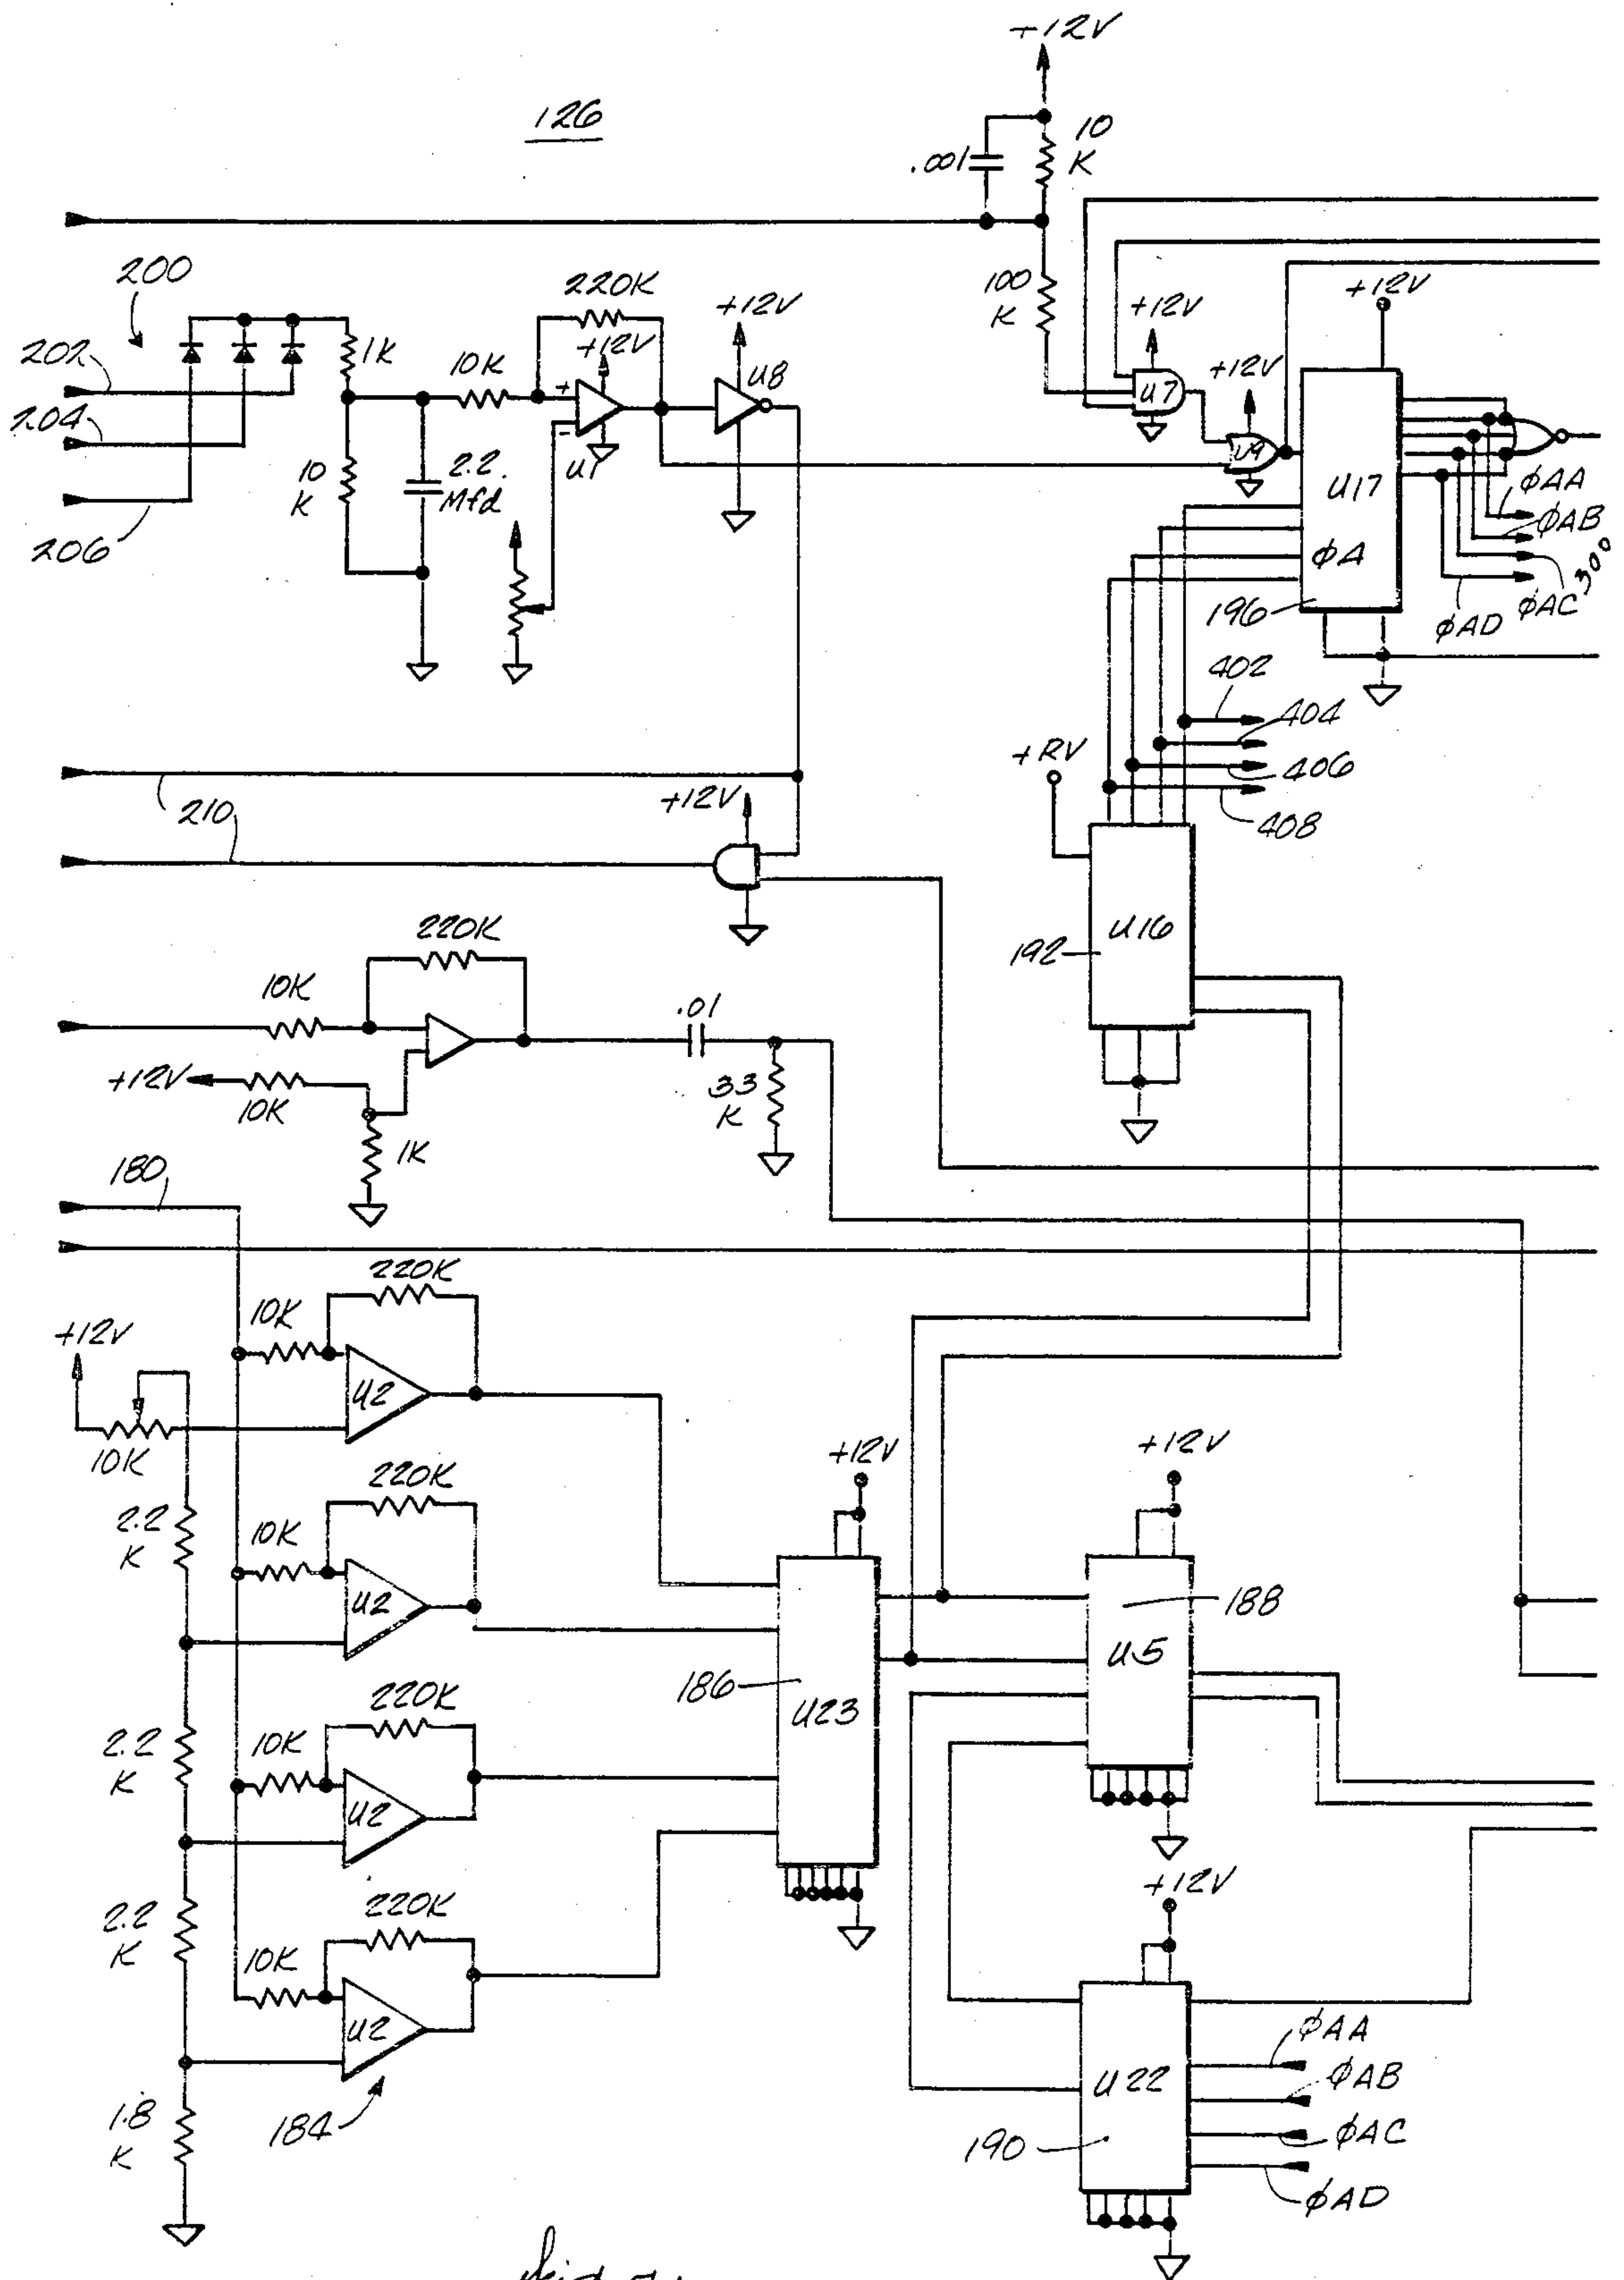 +12V
126
.001
10
K
200
220K
+12V
100
K
+12V
+12V
202
1K
10K
+12V
U8
U7
+12V
204
+
-
U1
U9
10
K
2.2
Mfd
U17
ϕAA
ϕAB
206
ϕA
300
196
ϕAC
ϕAD
402
404
+RV
406
210
+12V
408
220K
U16
192
10K
.01
+12V
10K
33
K
1K
180
220K
10K
+12V
U2
10K
+12V
+12V
220K
2.2
K
10K
U2
188
U5
186
U23
220K
2.2
K
10K
U2
+12V
220K
2.2
K
10K
U2
ϕAA
U22
ϕAB
1.8
K
184
190
ϕAC
ϕAD